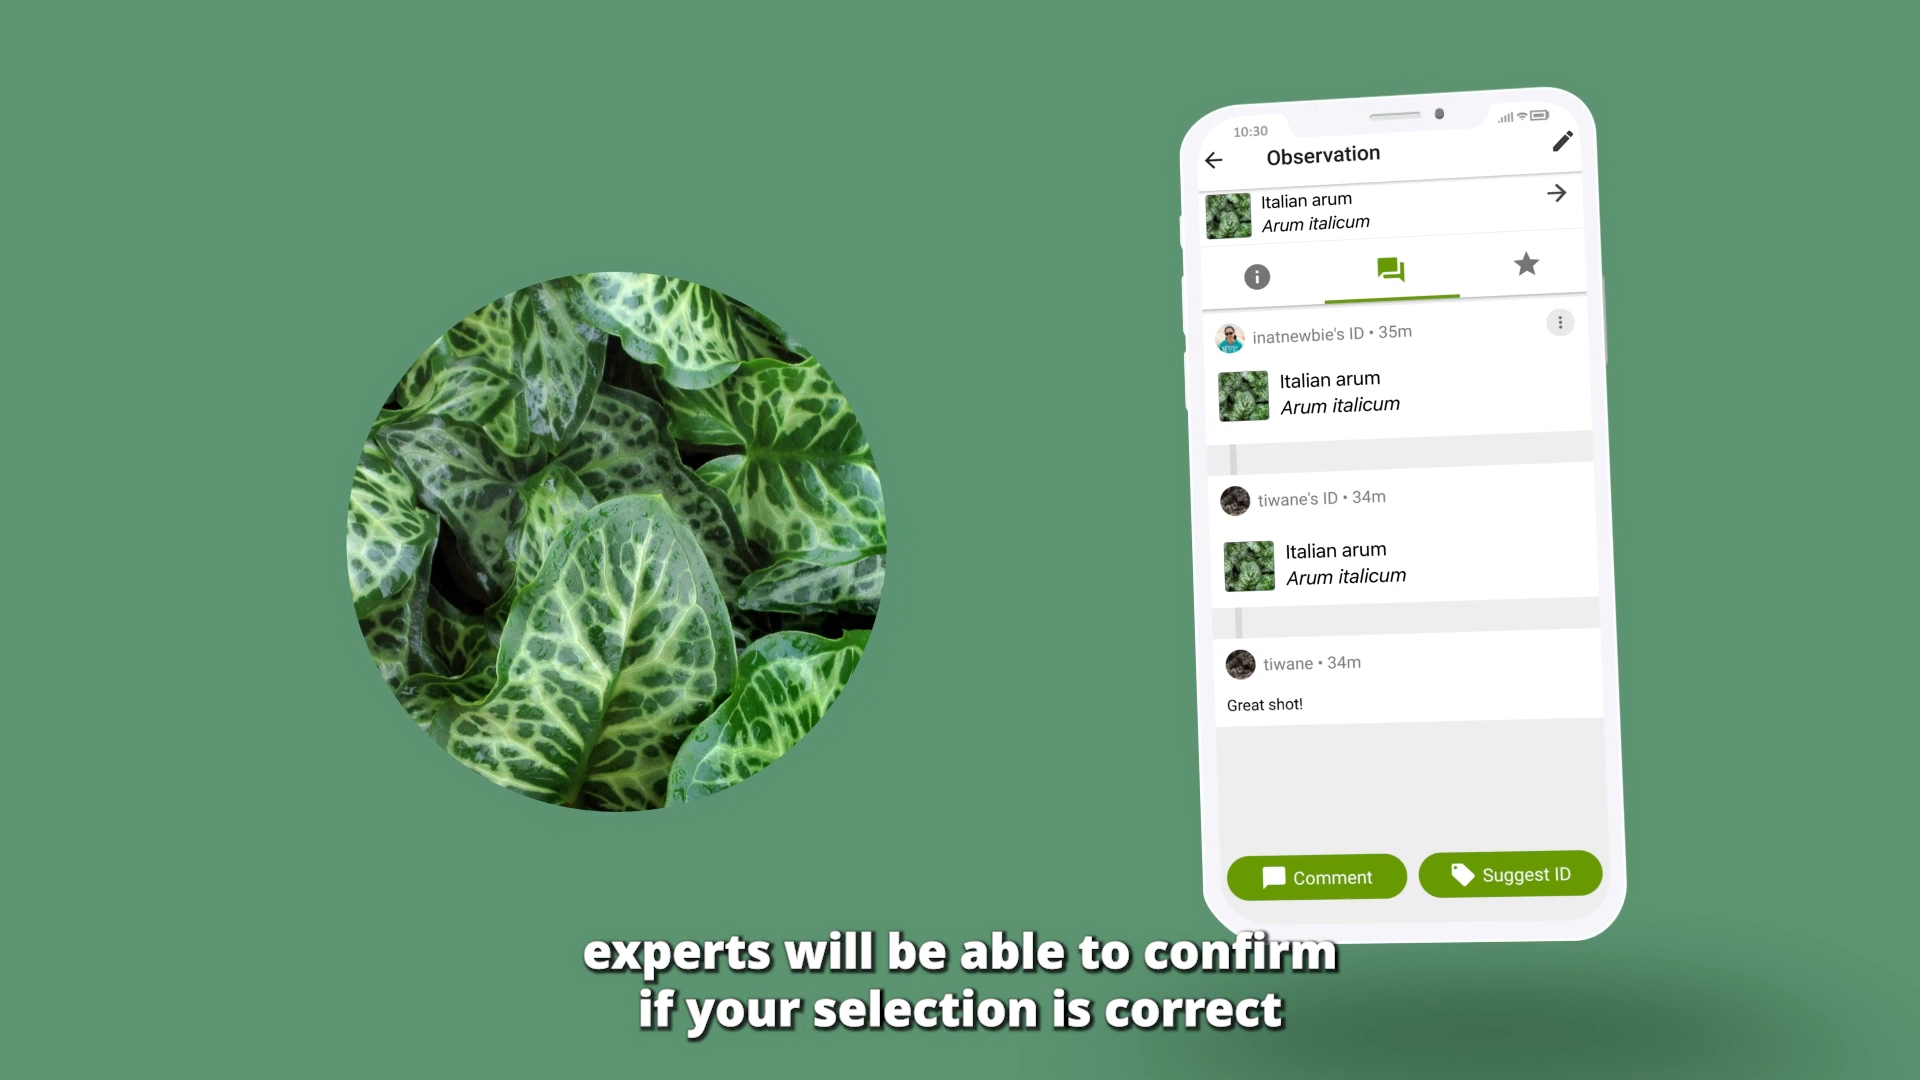 10:30
Observation
Italian arum
Arum italicum
inatnewbie's ID • 35m
Italian arum
Arum italicum
tiwane's ID • 34m
Italian arum
Arum italicum
tiwane • 34m
Great shot!
Comment
Suggest ID
experts will be able to confirm
if your selection is correct